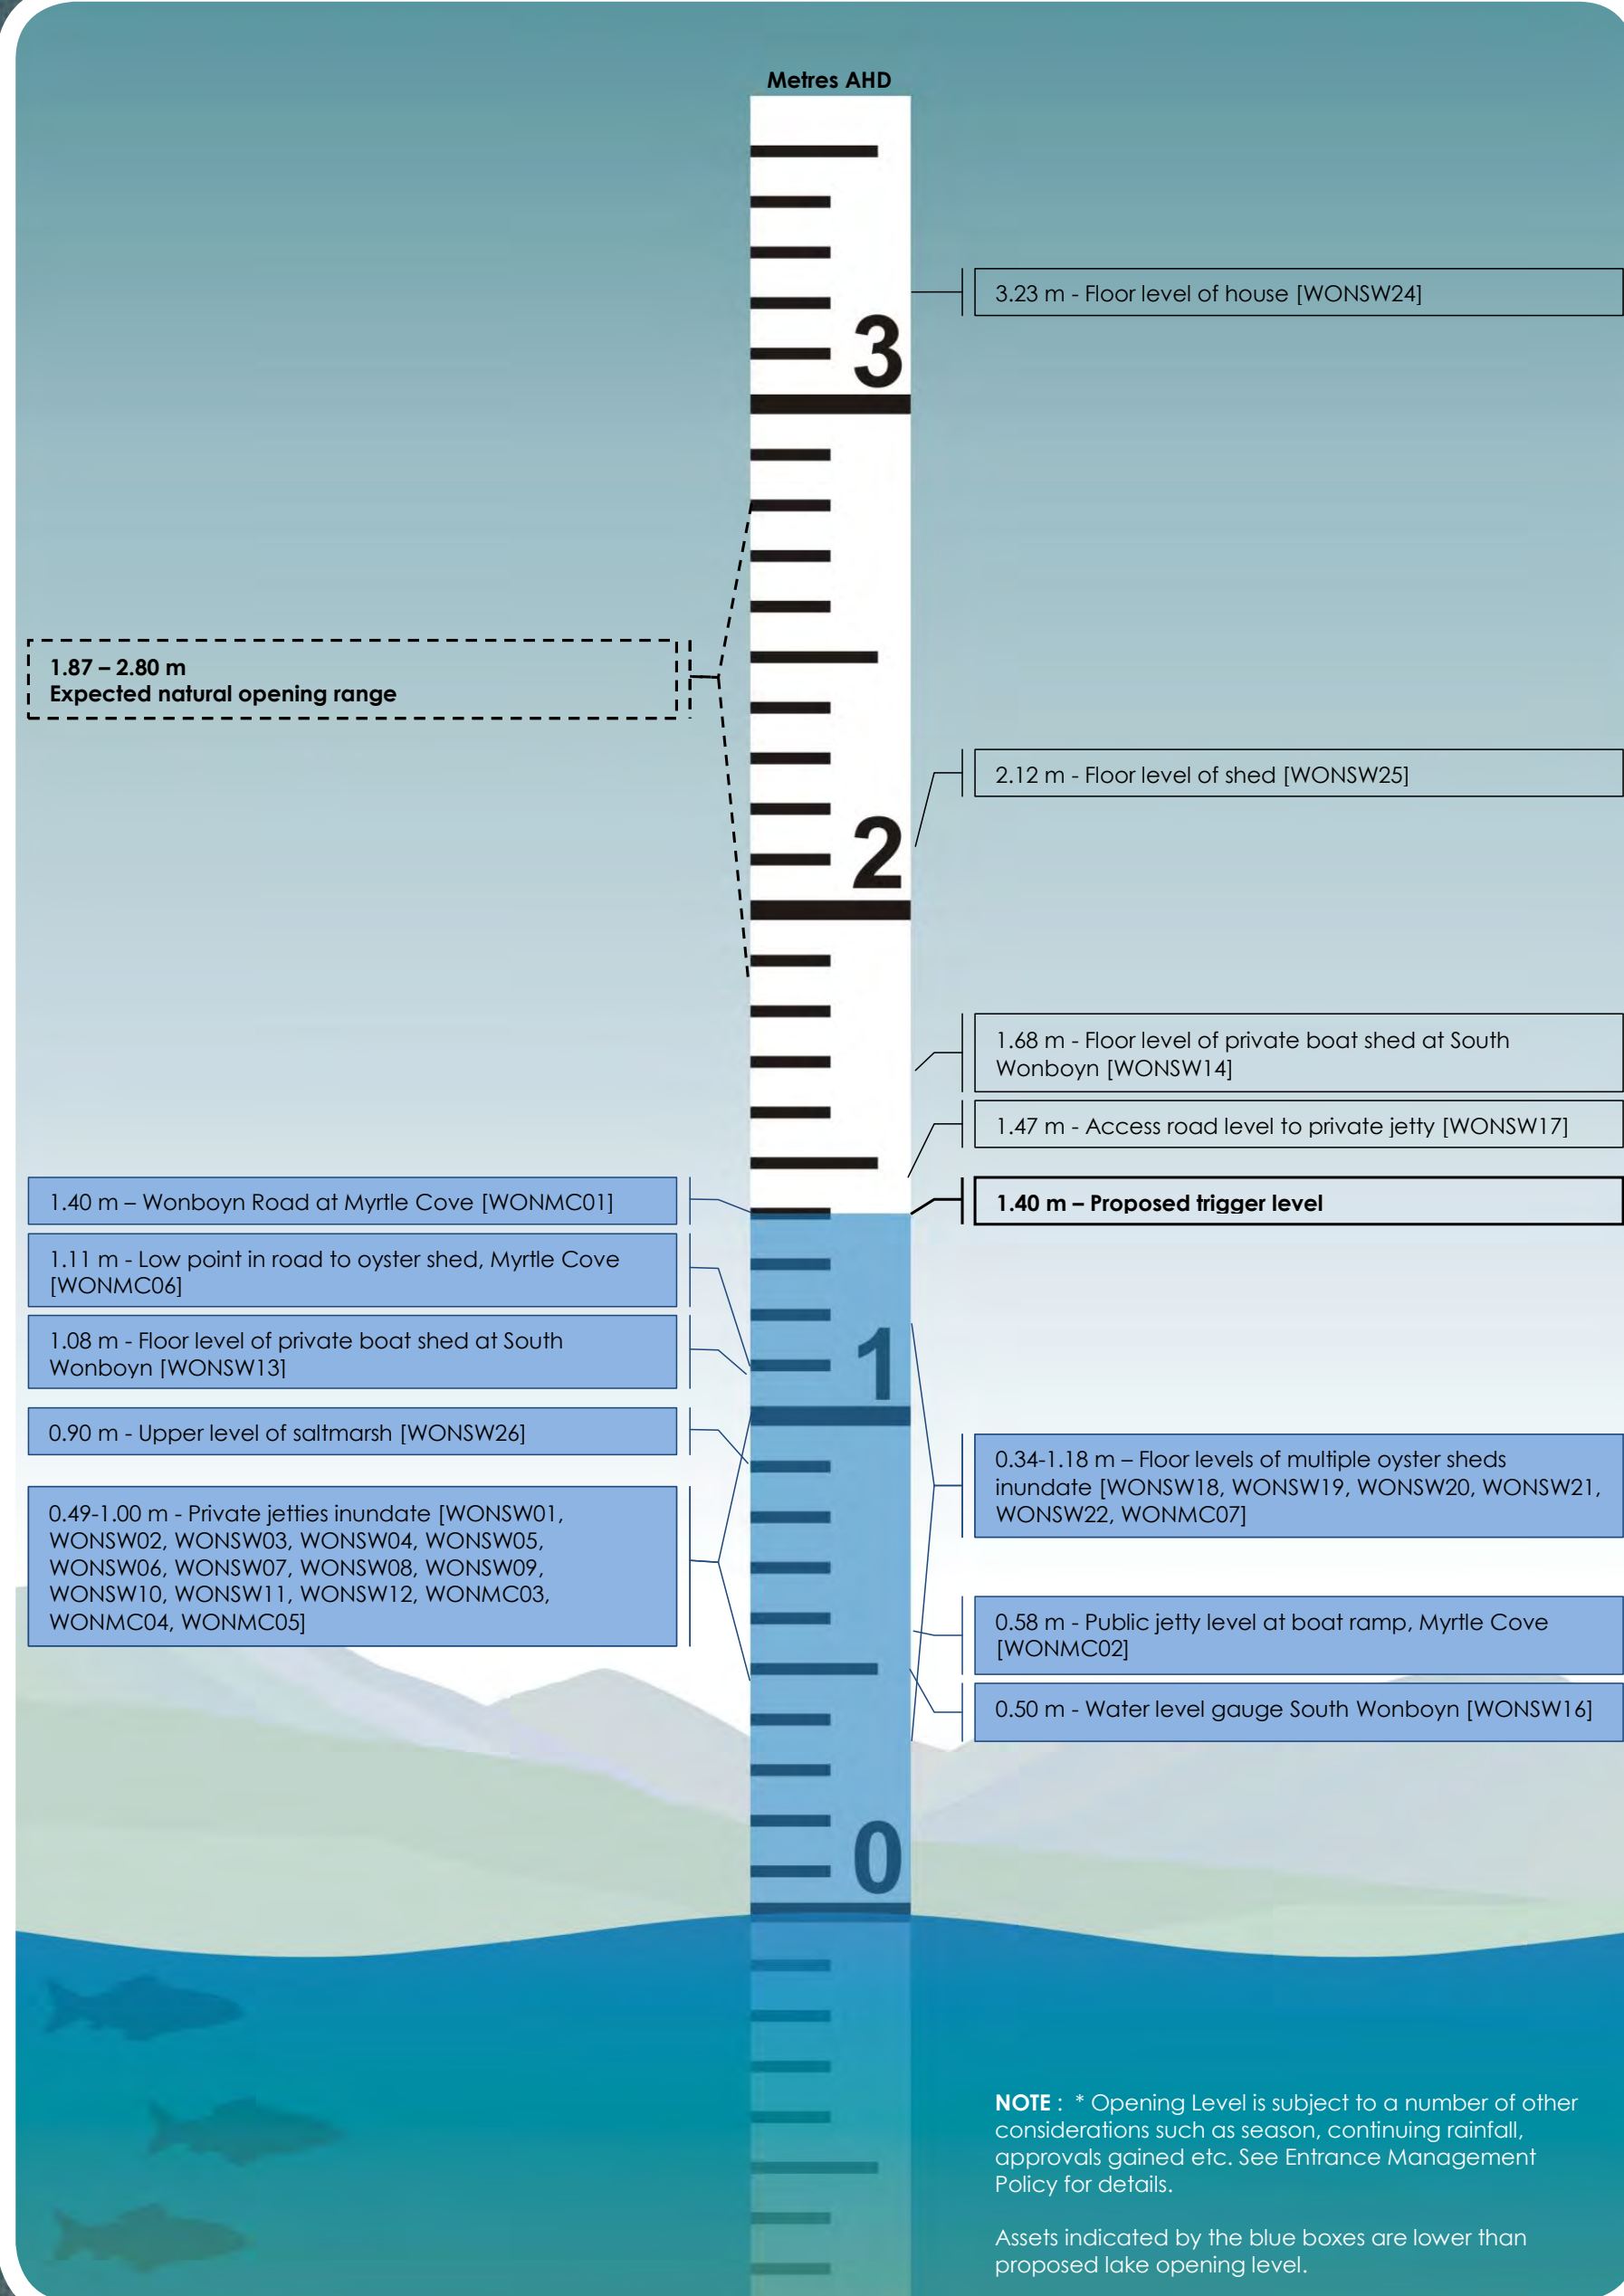 Metres AHD
3
2
1
0
3.23 m - Floor level of house [WONSW24]
1.87 – 2.80 m
Expected natural opening range
2.12 m - Floor level of shed [WONSW25]
1.68 m - Floor level of private boat shed at South
Wonboyn [WONSW14]
1.47 m - Access road level to private jetty [WONSW17]
1.40 m – Proposed trigger level
1.40 m – Wonboyn Road at Myrtle Cove [WONMC01]
1.11 m - Low point in road to oyster shed, Myrtle Cove
[WONMC06]
1.08 m - Floor level of private boat shed at South
Wonboyn [WONSW13]
0.90 m - Upper level of saltmarsh [WONSW26]
0.49-1.00 m - Private jetties inundate [WONSW01,
WONSW02, WONSW03, WONSW04, WONSW05,
WONSW06, WONSW07, WONSW08, WONSW09,
WONSW10, WONSW11, WONSW12, WONMC03,
WONMC04, WONMC05]
0.34-1.18 m – Floor levels of multiple oyster sheds
inundate [WONSW18, WONSW19, WONSW20, WONSW21,
WONSW22, WONMC07]
0.58 m - Public jetty level at boat ramp, Myrtle Cove
[WONMC02]
0.50 m - Water level gauge South Wonboyn [WONSW16]
NOTE : * Opening Level is subject to a number of other
considerations such as season, continuing rainfall,
approvals gained etc. See Entrance Management
Policy for details.
Assets indicated by the blue boxes are lower than
proposed lake opening level.